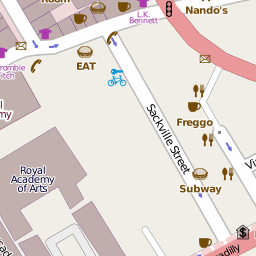 Room
L.K.
Bennett
Nando's
EAT
Sackville Street
Freggo
Royal
Academy
of Arts
Subway